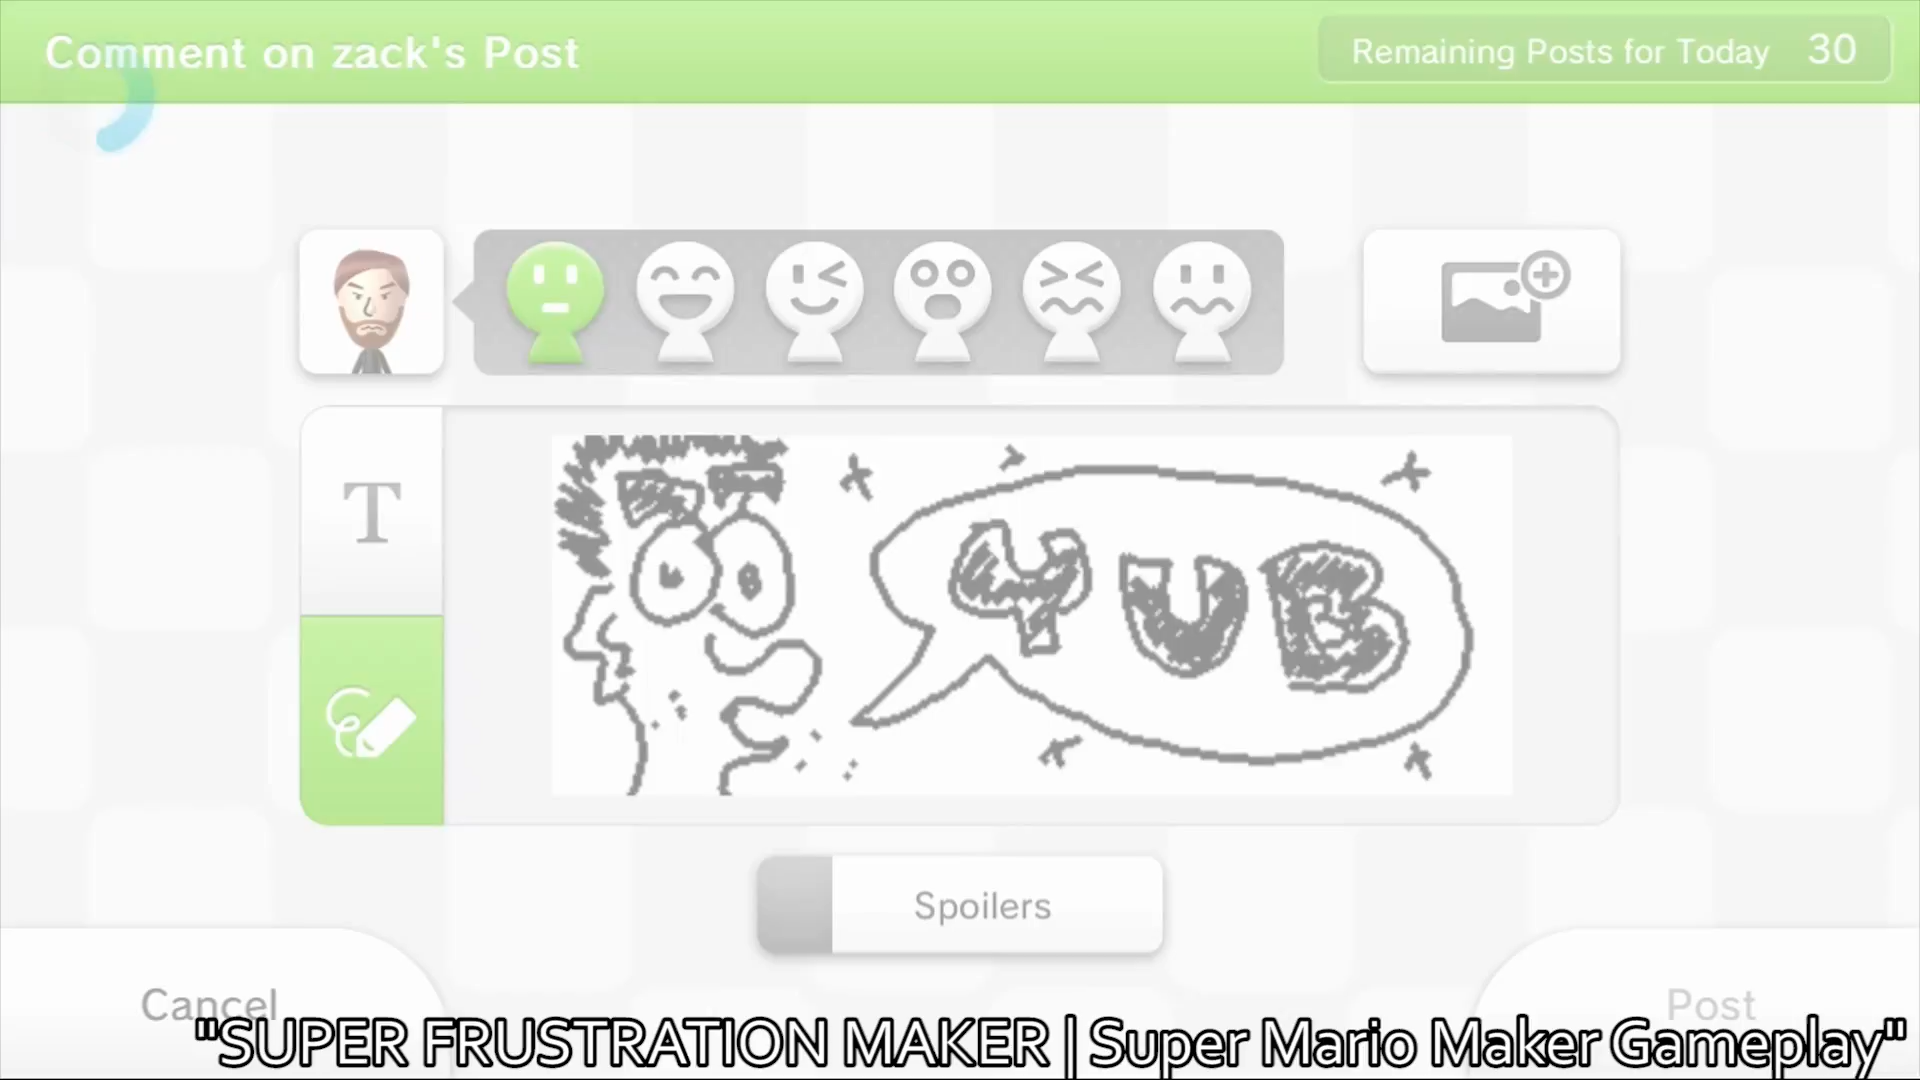 Comment on zack's Post
Remaining Posts for Today 30
T
YUB
Spoilers
Cancel
Post
"SUPER FRUSTRATION MAKER | Super Mario Maker Gameplay"